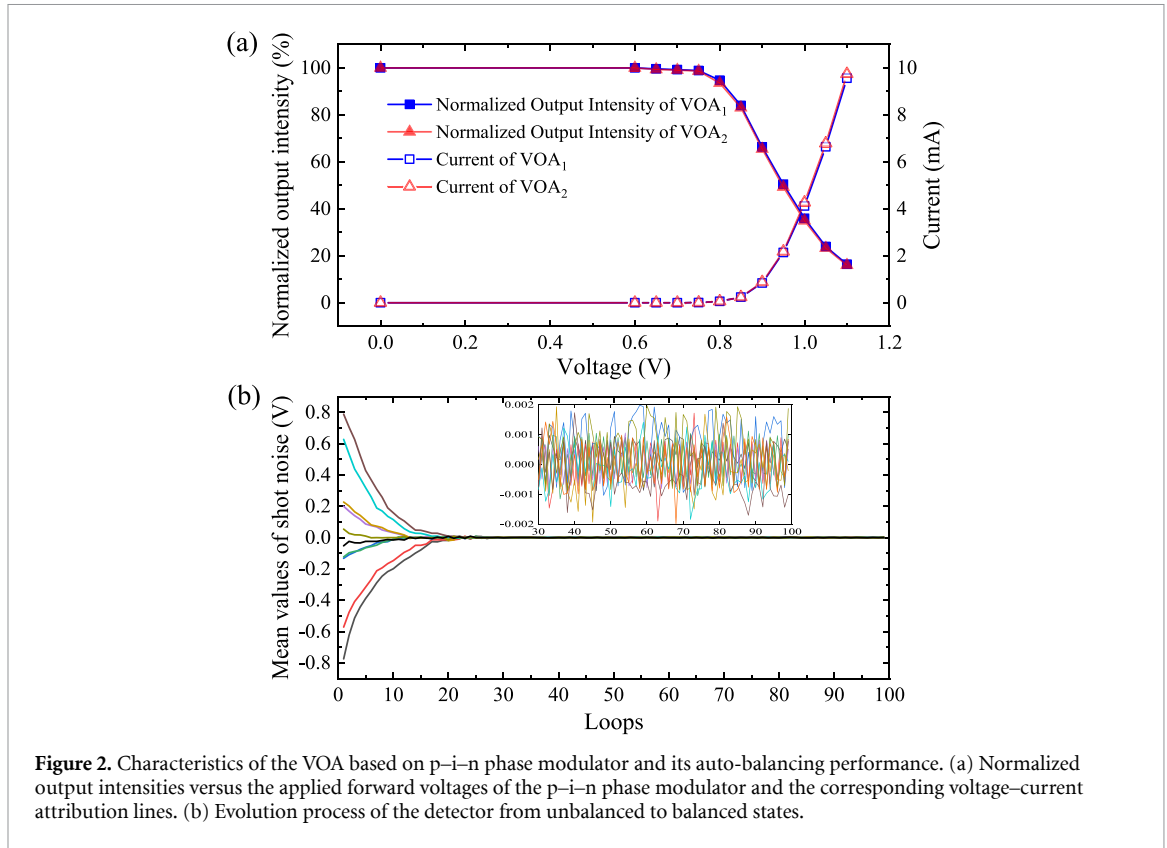 (a)
Normalized output intensity (%)
100
80
60
40
20
0
Normalized Output Intensity of VOA1
Normalized Output Intensity of VOA2
Current of VOA1
Current of VOA2
10
8
6
4
2
0
Current (mA)
0.0 0.2 0.4 0.6 0.8 1.0 1.2
Voltage (V)
(b)
Mean values of shot noise (V)
0.8
0.6
0.4
0.2
0.0
-0.2
-0.4
-0.6
-0.8
0.002
0.001
0.000
-0.001
-0.002
30 40 50 60 70 80 90 100
0 10 20 30 40 50 60 70 80 90 100
Loops
Figure 2. Characteristics of the VOA based on p–i–n phase modulator and its auto-balancing performance. (a) Normalized
output intensities versus the applied forward voltages of the p–i–n phase modulator and the corresponding voltage–current
attribution lines. (b) Evolution process of the detector from unbalanced to balanced states.